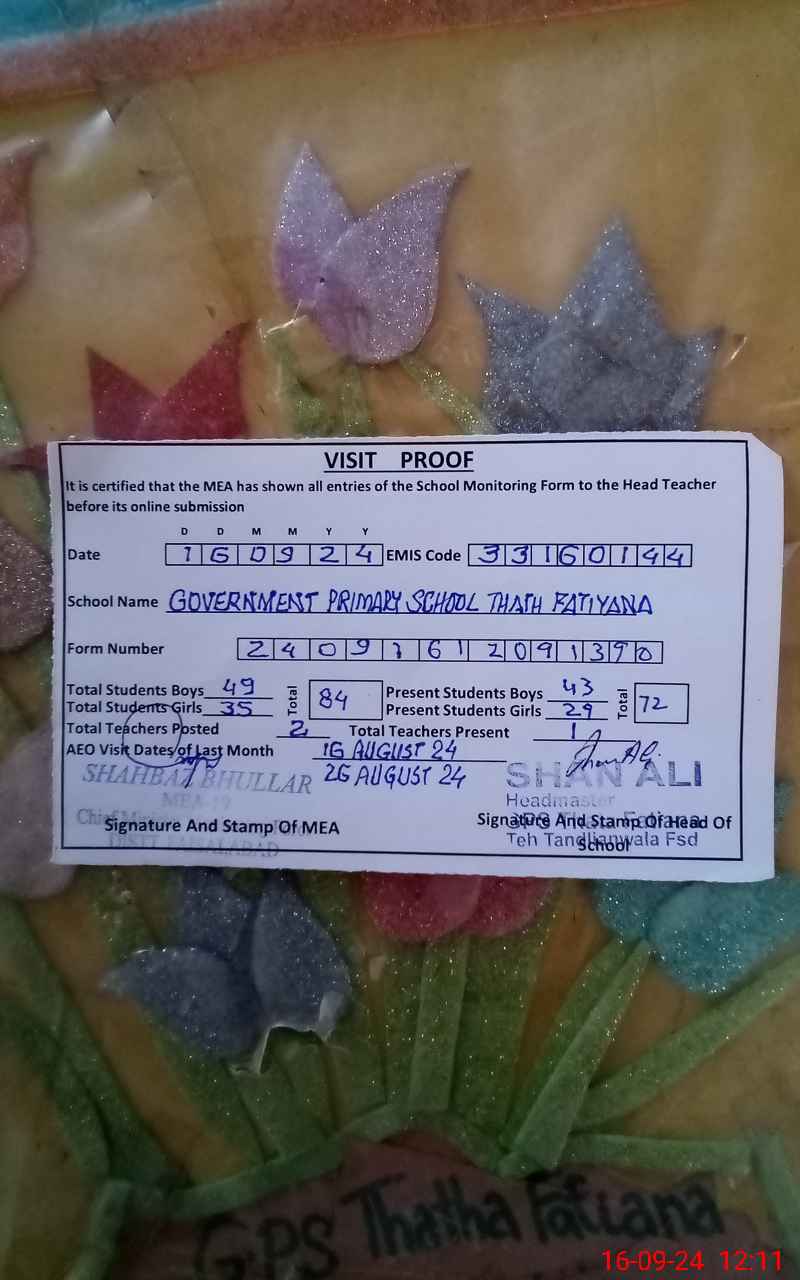 VISIT PROOF
It is certified that the MEA has shown all entries of the School Monitoring Form to the Head Teacher
before its online submission
D D M M Y Y
Date 1 6 0 9 2 4 EMIS Code 3 3 1 6 0 1 4 4
School Name GOVERNMENT PRIMARY SCHOOL THATH FATIYANA
Form Number 2 4 0 9 1 6 1 2 0 9 1 3 9 0
Total Students Boys 49 Total 84 Present Students Boys 43 Total 72
Total Students Girls 35 Present Students Girls 29
Total Teachers Posted 2 Total Teachers Present 1
AEO Visit Dates of Last Month 16 AUGUST 24
26 AUGUST 24
SHAHBAZ BHULLAR
MEA-19
DISTT FAISALABAD
Signature And Stamp Of MEA
SHAN ALI
Headmaster
Signature And Stamp Of Head Of
School
Teh Tandlianwala Fsd
GPS Thatha Fatiana
16-09-24 12:11